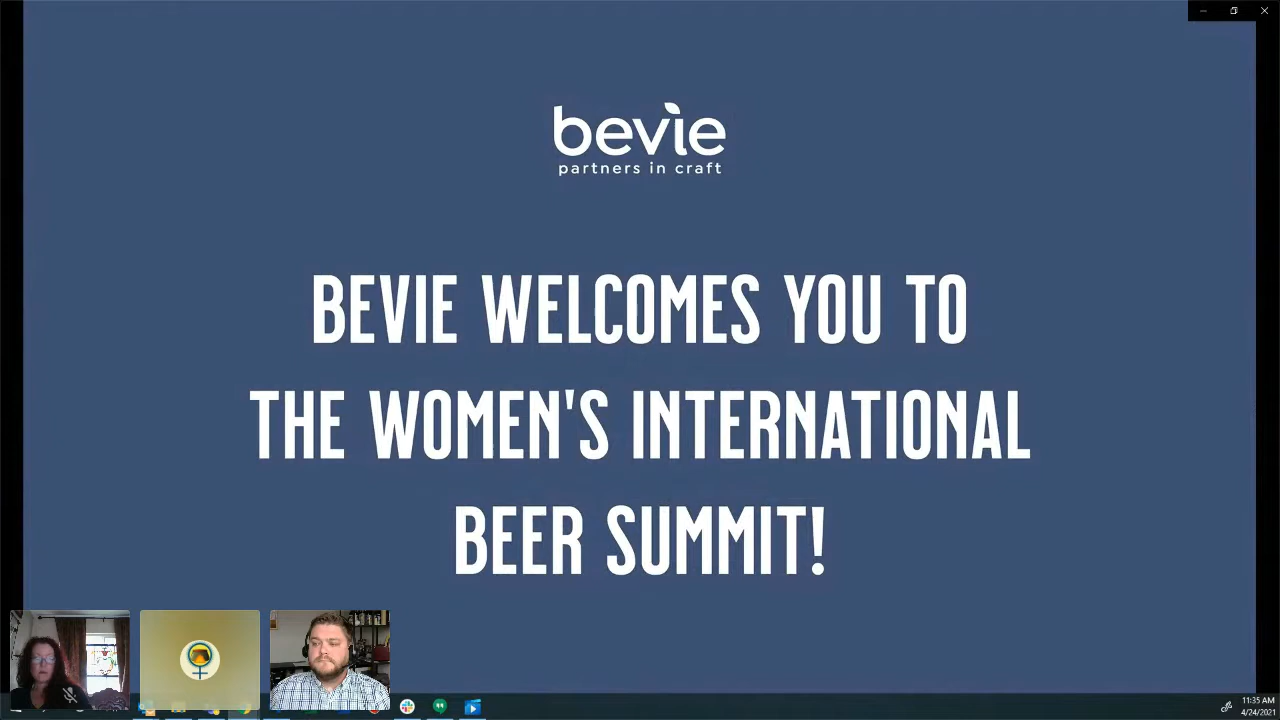 bevie
partners in craft
BEVIE WELCOMES YOU TO
THE WOMEN'S INTERNATIONAL
BEER SUMMIT!
11:35 AM
4/24/2021